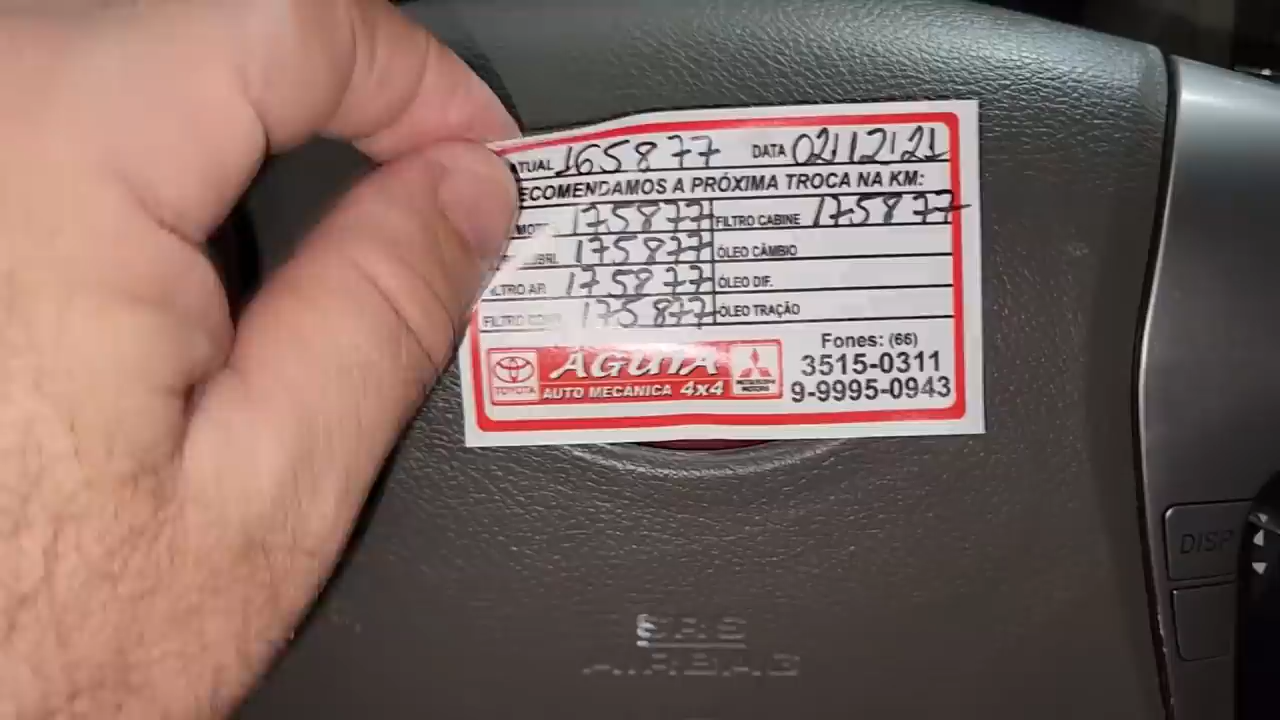 ATUAL 165877 DATA 02/12/21
RECOMENDAMOS A PRÓXIMA TROCA NA KM:
175877 FILTRO CABINE 175877
175877 ÓLEO CÂMBIO
FILTRO AR 175877 ÓLEO DIF.
FILTRO COMB. 175877 ÓLEO TRAÇÃO
TOYOTA
ÁGUIA
AUTO MECÂNICA 4x4
MITSUBISHI
MOTORS
Fones: (66)
3515-0311
9-9995-0943
DISP
SRS
AIRBAG